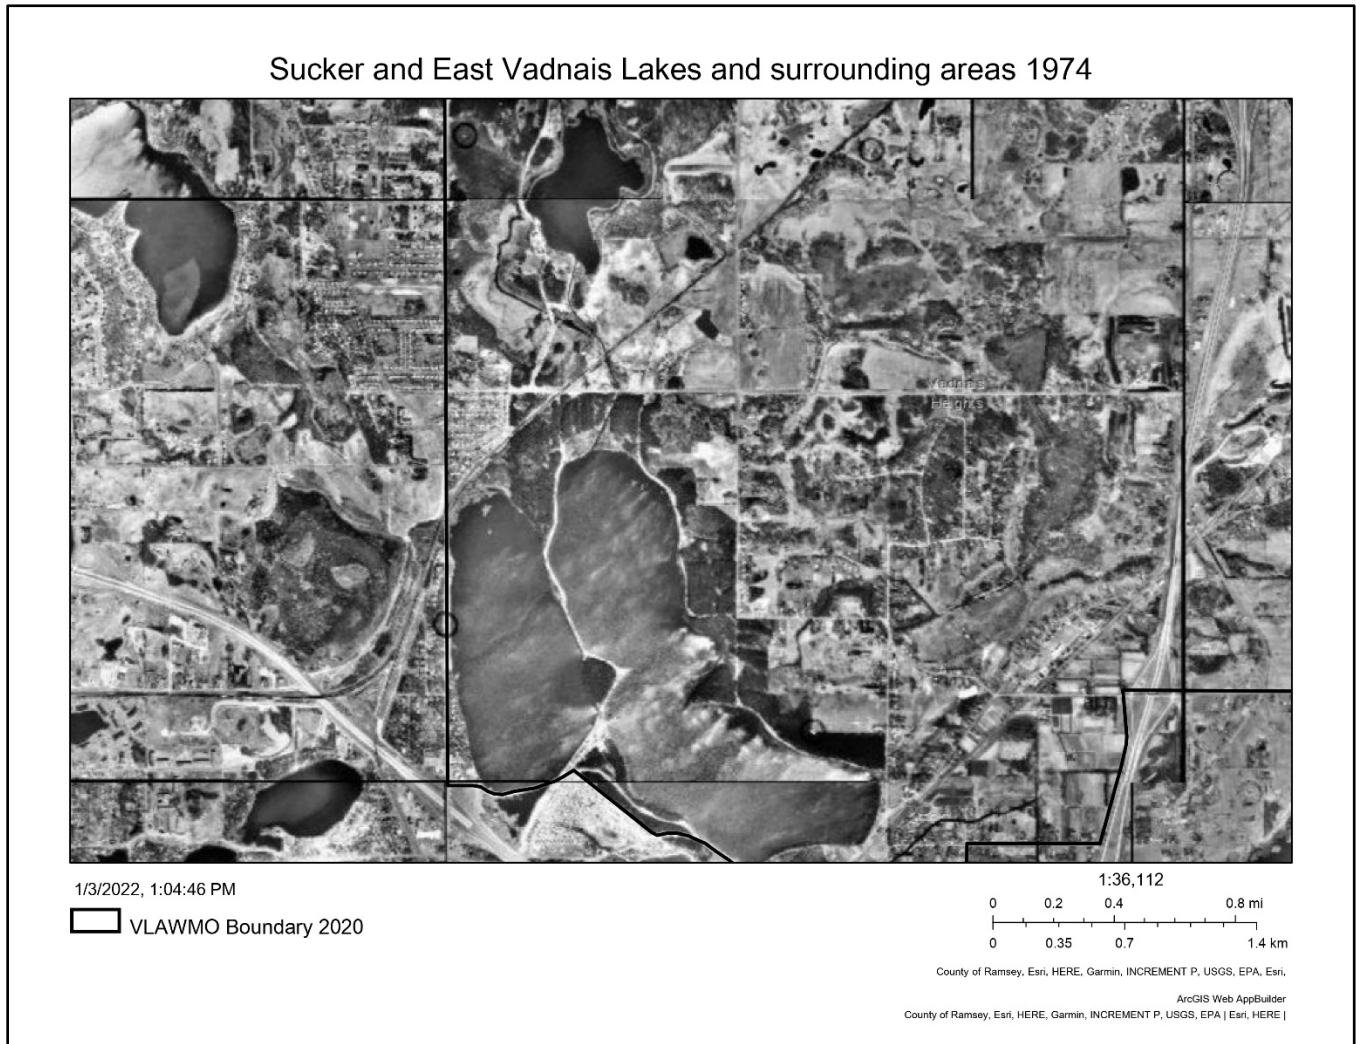 Sucker and East Vadnais Lakes and surrounding areas 1974
Vadnais
Heights
1/3/2022, 1:04:46 PM
VLAWMO Boundary 2020
1:36,112
0 0.2 0.4 0.8 mi
0 0.35 0.7 1.4 km
County of Ramsey, Esri, HERE, Garmin, INCREMENT P, USGS, EPA, Esri,
ArcGIS Web AppBuilder
County of Ramsey, Esri, HERE, Garmin, INCREMENT P, USGS, EPA | Esri, HERE |